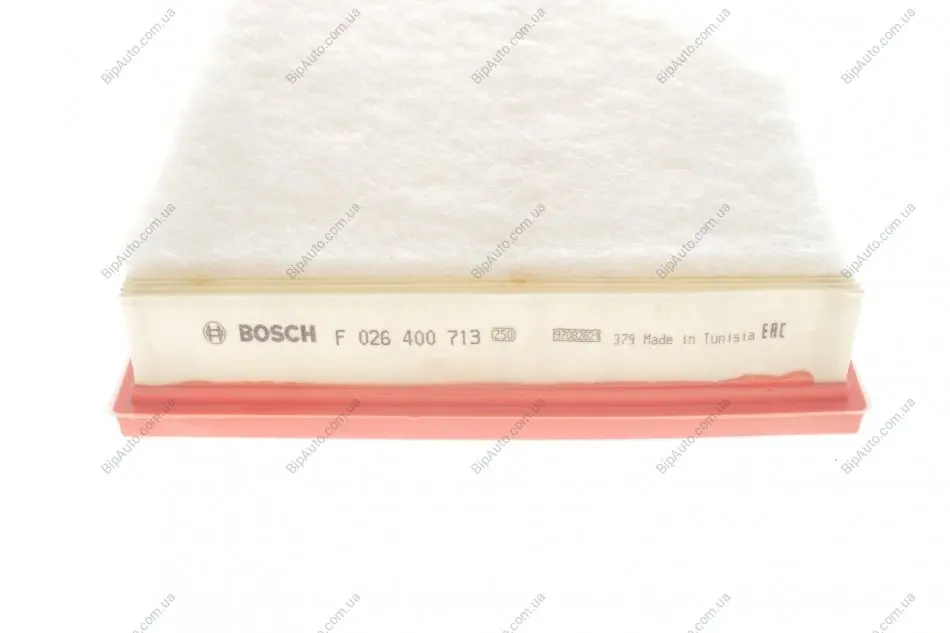 BOSCH F 026 400 713 250 379 Made in Tunisia EAC
BipAuto.com.ua